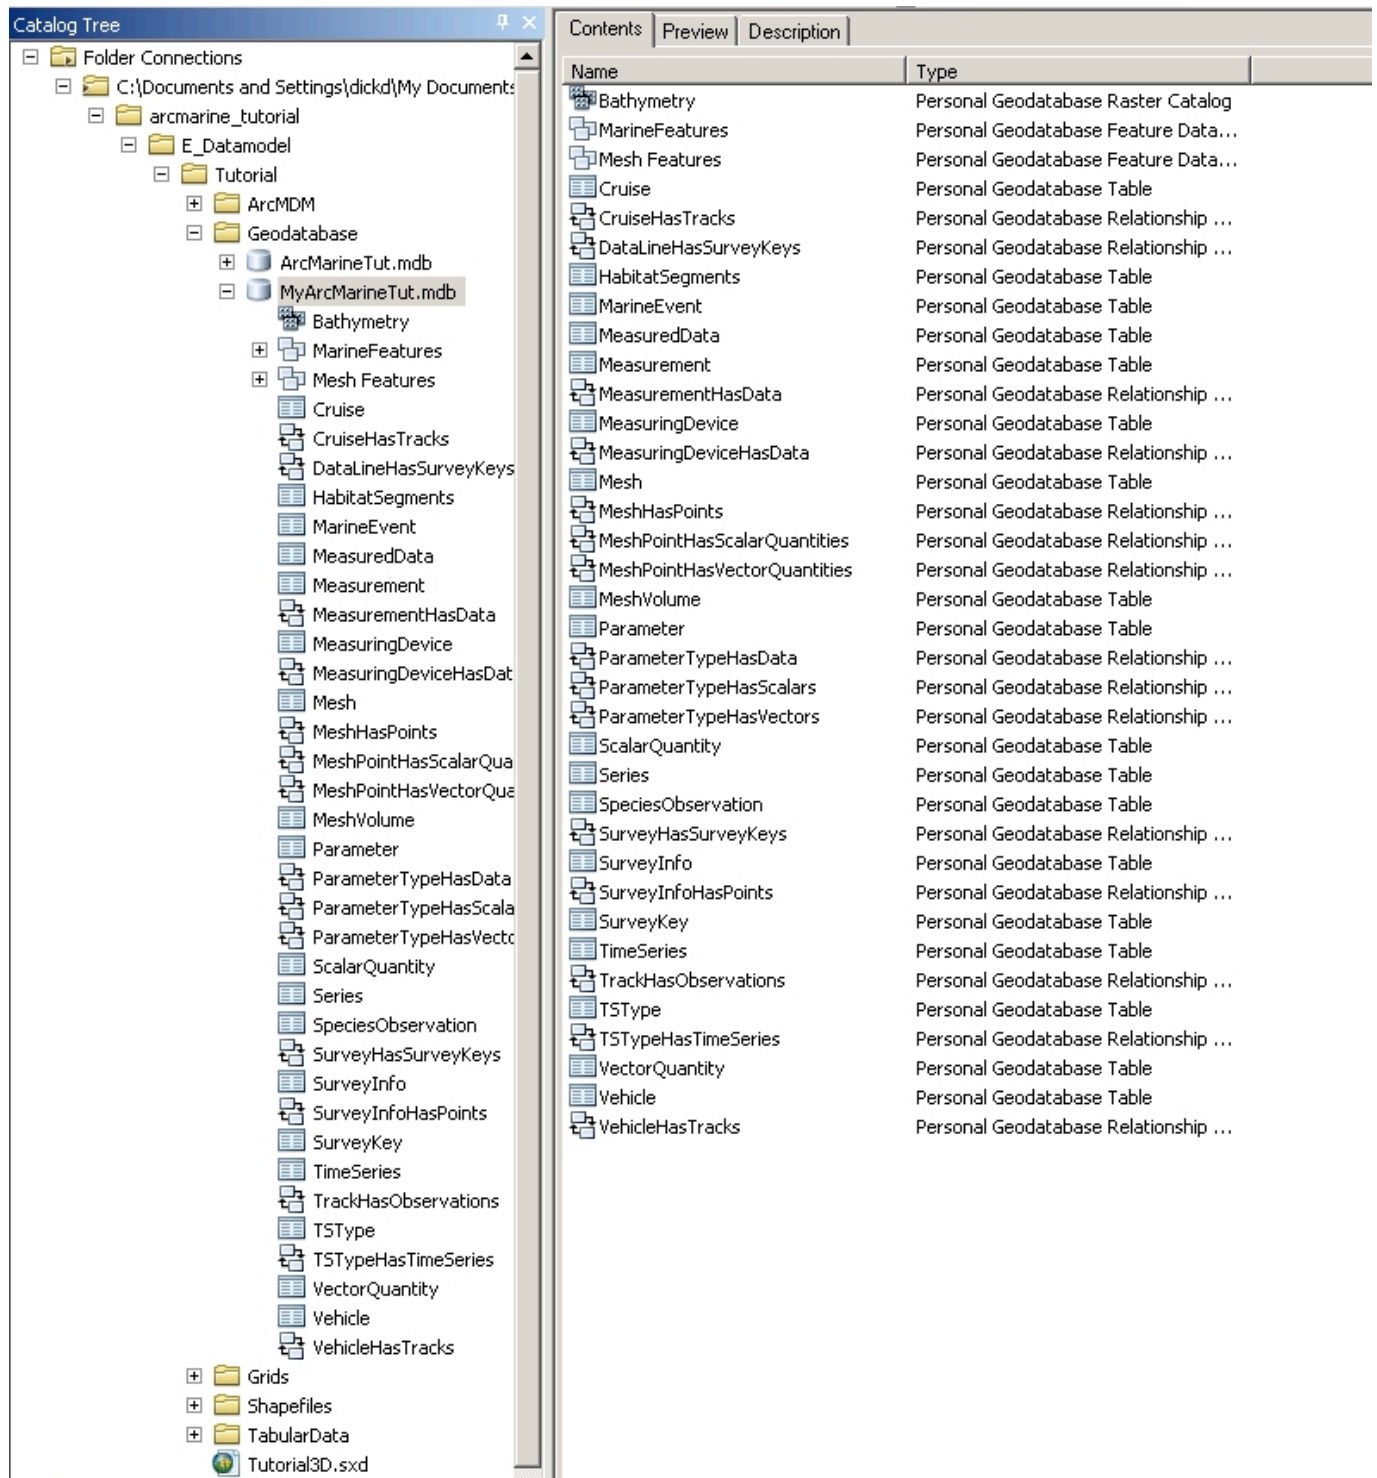 Catalog Tree
Folder Connections
C:\Documents and Settings\dickd\My Documents
arcmarine_tutorial
E_Datamodel
Tutorial
ArcMDM
Geodatabase
ArcMarineTut.mdb
MyArcMarineTut.mdb
Bathymetry
MarineFeatures
Mesh Features
Cruise
CruiseHasTracks
DataLineHasSurveyKeys
HabitatSegments
MarineEvent
MeasuredData
Measurement
MeasurementHasData
MeasuringDevice
MeasuringDeviceHasDat
Mesh
MeshHasPoints
MeshPointHasScalarQua
MeshPointHasVectorQua
MeshVolume
Parameter
ParameterTypeHasData
ParameterTypeHasScala
ParameterTypeHasVecto
ScalarQuantity
Series
SpeciesObservation
SurveyHasSurveyKeys
SurveyInfo
SurveyInfoHasPoints
SurveyKey
TimeSeries
TrackHasObservations
TSType
TSTypeHasTimeSeries
VectorQuantity
Vehicle
VehicleHasTracks
Grids
Shapefiles
TabularData
Tutorial3D.sxd
Contents Preview Description
Name Type
Bathymetry Personal Geodatabase Raster Catalog
MarineFeatures Personal Geodatabase Feature Data...
Mesh Features Personal Geodatabase Feature Data...
Cruise Personal Geodatabase Table
CruiseHasTracks Personal Geodatabase Relationship ...
DataLineHasSurveyKeys Personal Geodatabase Relationship ...
HabitatSegments Personal Geodatabase Table
MarineEvent Personal Geodatabase Table
MeasuredData Personal Geodatabase Table
Measurement Personal Geodatabase Table
MeasurementHasData Personal Geodatabase Relationship ...
MeasuringDevice Personal Geodatabase Table
MeasuringDeviceHasData Personal Geodatabase Relationship ...
Mesh Personal Geodatabase Table
MeshHasPoints Personal Geodatabase Relationship ...
MeshPointHasScalarQuantities Personal Geodatabase Relationship ...
MeshPointHasVectorQuantities Personal Geodatabase Relationship ...
MeshVolume Personal Geodatabase Table
Parameter Personal Geodatabase Table
ParameterTypeHasData Personal Geodatabase Relationship ...
ParameterTypeHasScalars Personal Geodatabase Relationship ...
ParameterTypeHasVectors Personal Geodatabase Relationship ...
ScalarQuantity Personal Geodatabase Table
Series Personal Geodatabase Table
SpeciesObservation Personal Geodatabase Table
SurveyHasSurveyKeys Personal Geodatabase Relationship ...
SurveyInfo Personal Geodatabase Table
SurveyInfoHasPoints Personal Geodatabase Relationship ...
SurveyKey Personal Geodatabase Table
TimeSeries Personal Geodatabase Table
TrackHasObservations Personal Geodatabase Relationship ...
TSType Personal Geodatabase Table
TSTypeHasTimeSeries Personal Geodatabase Relationship ...
VectorQuantity Personal Geodatabase Table
Vehicle Personal Geodatabase Table
VehicleHasTracks Personal Geodatabase Relationship ...